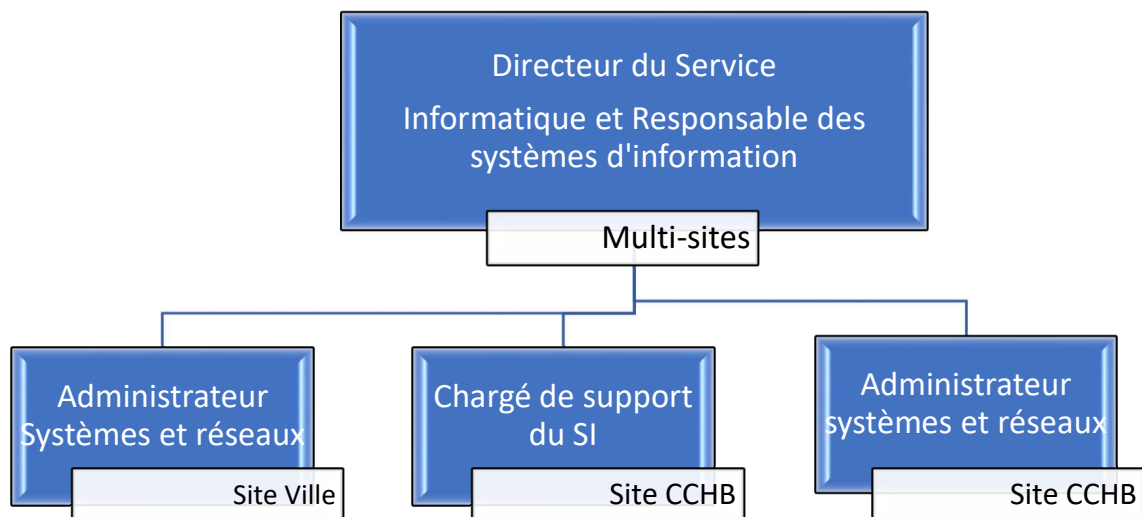 Directeur du Service
Informatique et Responsable des
systèmes d'information
Multi-sites
Administrateur
Systèmes et réseaux
Site Ville
Chargé de support
du SI
Site CCHB
Administrateur
systèmes et réseaux
Site CCHB